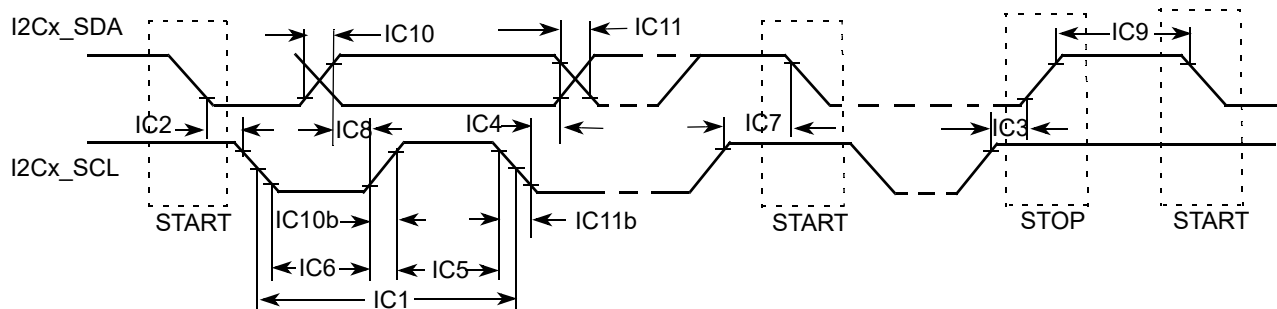 I2Cx_SDA
IC10
IC11
IC9
IC2
IC8
IC4
IC7
IC3
I2Cx_SCL
START
IC10b
IC11b
START
STOP
START
IC6
IC5
IC1